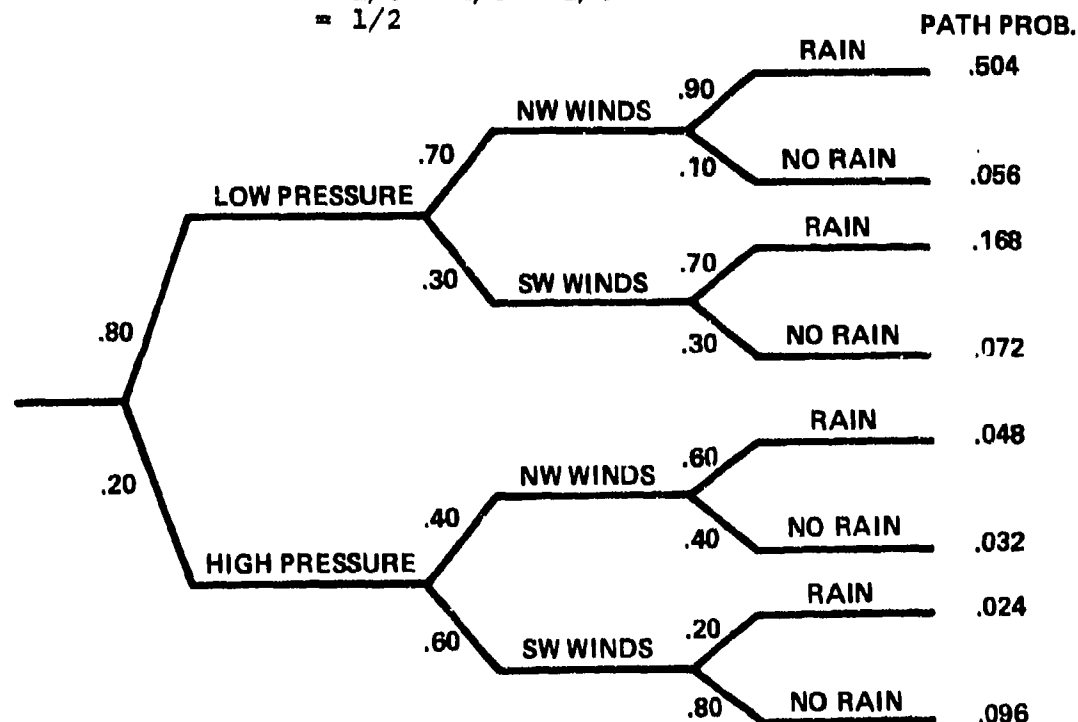 = 1/2
PATH PROB.
RAIN
.504
.90
NW WINDS
.70
.10
NO RAIN
.056
LOW PRESSURE
RAIN
.168
.70
.30
SW WINDS
.30
NO RAIN
.072
.80
RAIN
.048
.60
.20
NW WINDS
.40
.40
NO RAIN
.032
HIGH PRESSURE
RAIN
.024
.20
.60
SW WINDS
.80
NO RAIN
.096